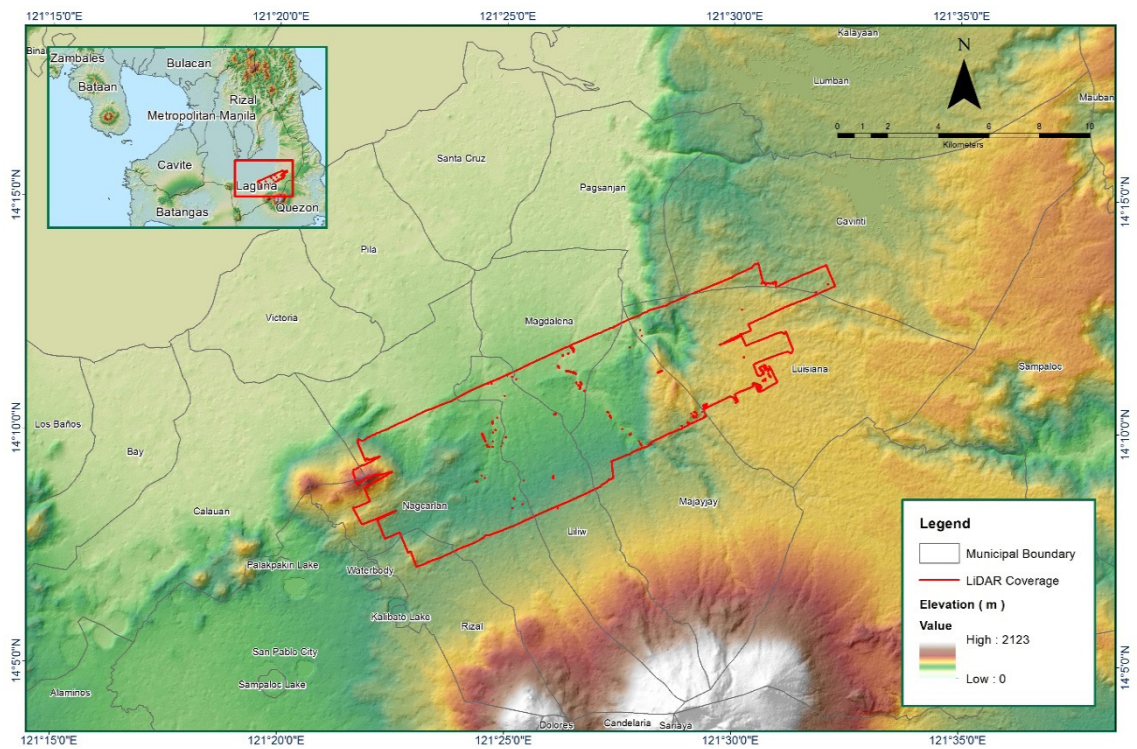 121°15'0"E
121°20'0"E
121°25'0"E
121°30'0"E
121°35'0"E
Zambales
Bulacan
Bataan
Rizal
Metropolitan Manila
Cavite
Laguna
Batangas
Quezon
Kalayaan
Lumban
Mauban
N
0 1 2 4 6 8 10
Kilometers
Santa Cruz
Pagsanjan
14°15'0"N
14°15'0"N
Cavinti
Pila
Victoria
Magdalena
Luisiana
Sampaloc
Los Baños
14°10'0"N
14°10'0"N
Bay
Nagcarlan
Majayjay
Calauan
Liliw
Palakpakin Lake
Waterbody
Kalibato Lake
Rizal
San Pablo City
14°5'0"N
14°5'0"N
Sampaloc Lake
Alaminos
Dolores
Candelaria
Sariaya
Legend
Municipal Boundary
LiDAR Coverage
Elevation ( m )
Value
High : 2123
Low : 0
121°15'0"E
121°20'0"E
121°25'0"E
121°30'0"E
121°35'0"E